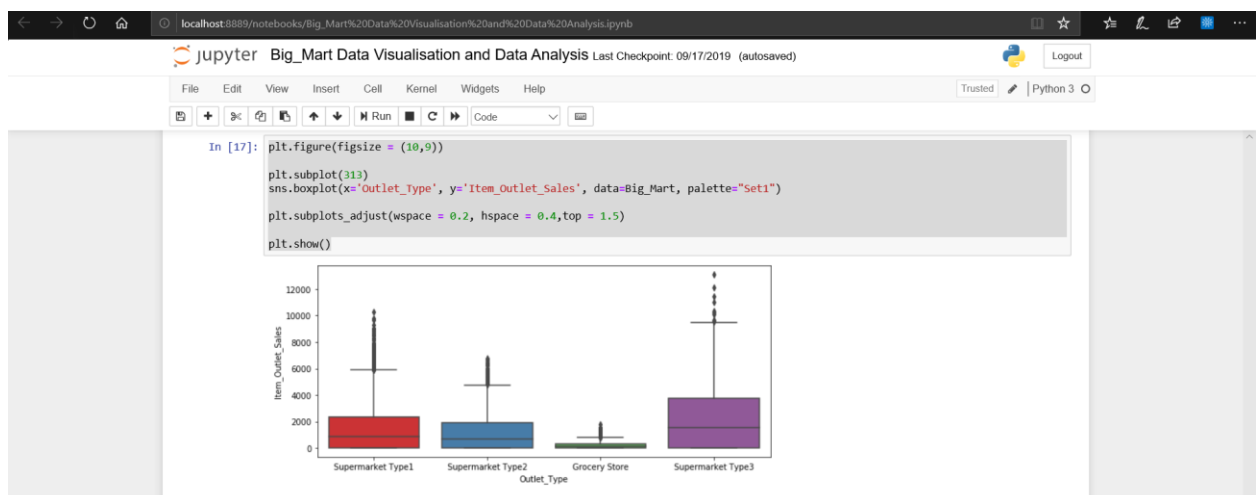 localhost:8889/notebooks/Big_Mart%20Data%20Visualisation%20and%20Data%20Analysis.ipynb
jupyter Big_Mart Data Visualisation and Data Analysis Last Checkpoint: 09/17/2019 (autosaved)
Logout
File Edit View Insert Cell Kernel Widgets Help
Trusted Python 3
Run Code
In [17]: plt.figure(figsize = (10,9))
plt.subplot(313)
sns.boxplot(x='Outlet_Type', y='Item_Outlet_Sales', data=Big_Mart, palette="Set1")
plt.subplots_adjust(wspace = 0.2, hspace = 0.4,top = 1.5)
plt.show()
12000
10000
8000
6000
4000
2000
0
Item_Outlet_Sales
Supermarket Type1 Supermarket Type2 Grocery Store Supermarket Type3
Outlet_Type